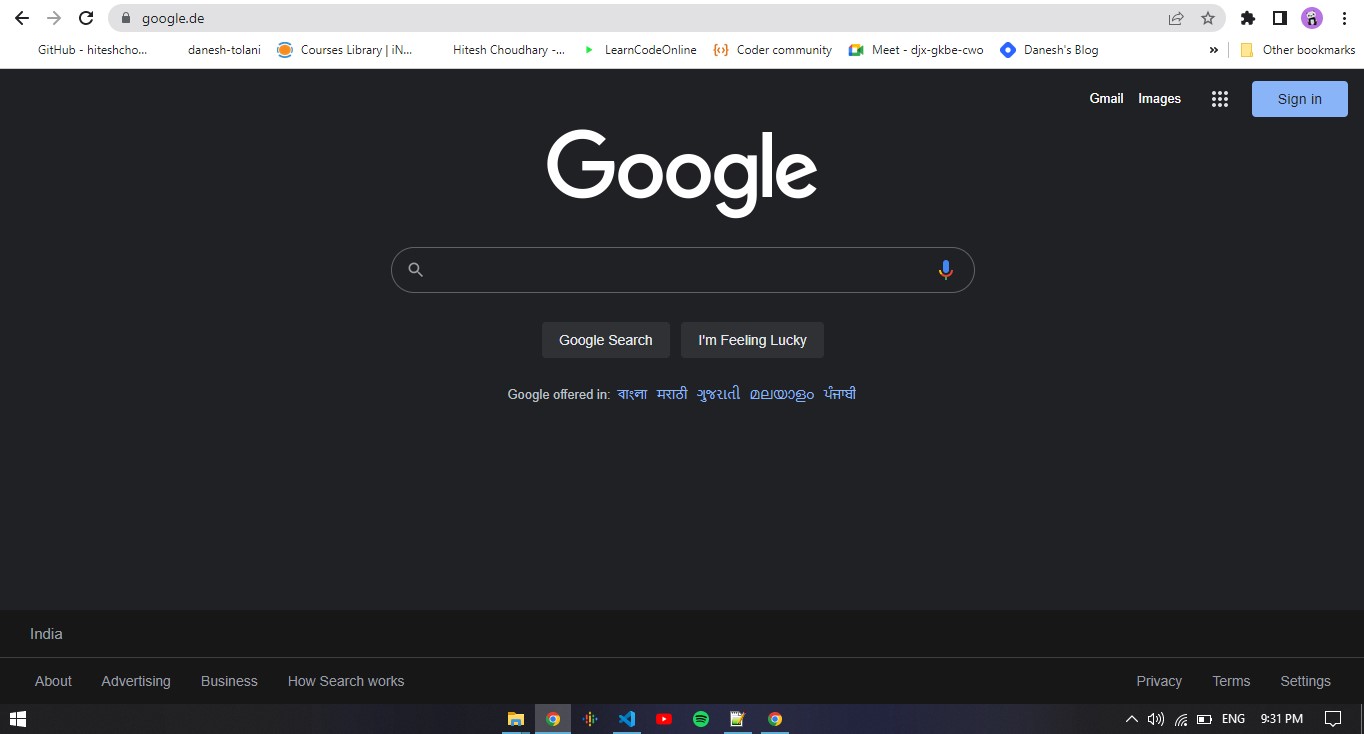 google.de
GitHub - hiteshcho... danesh-tolani Courses Library | iN... Hitesh Choudhary -... LearnCodeOnline Coder community Meet - djx-gkbe-cwo Danesh's Blog » Other bookmarks
Gmail Images Sign in
Google
Google Search I'm Feeling Lucky
Google offered in: বাংলা मराठी ગુજરાતી മലയാളം ਪੰਜਾਬੀ
India
About Advertising Business How Search works Privacy Terms Settings
ENG 9:31 PM